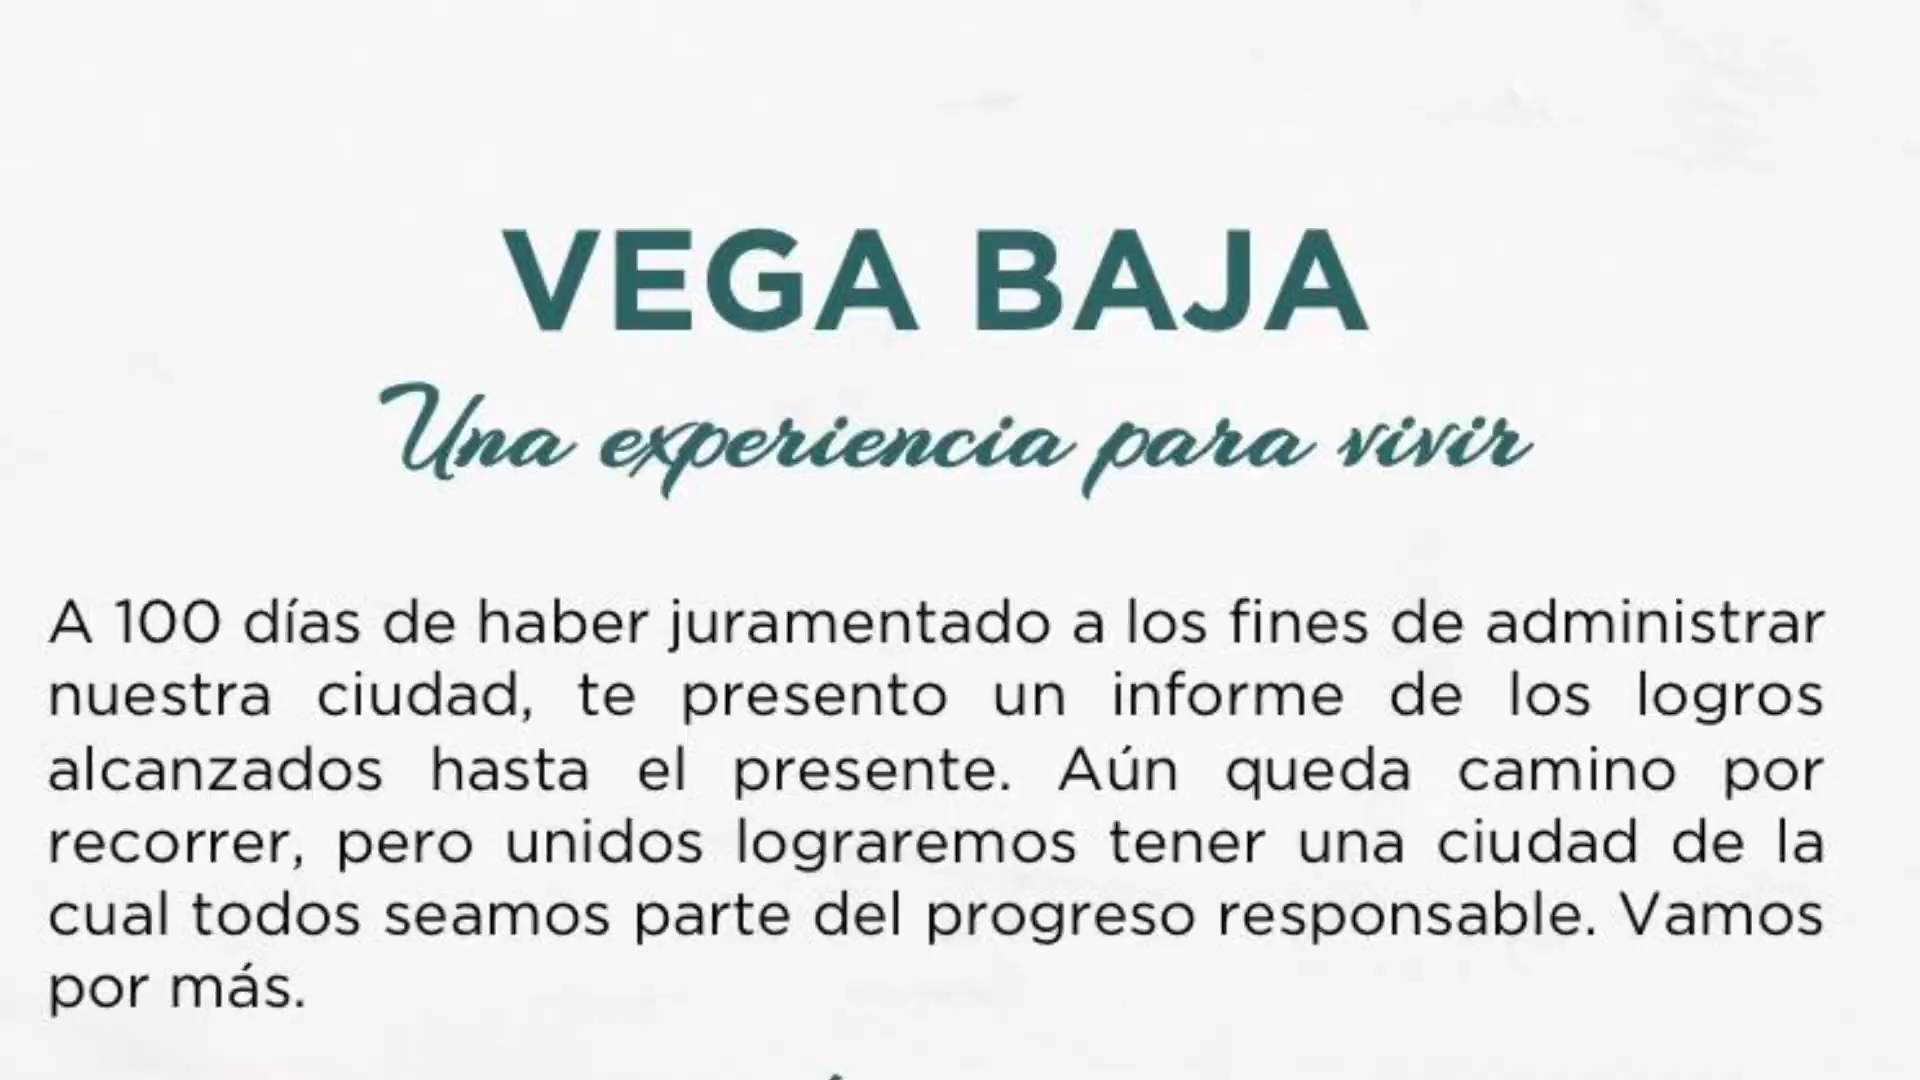 VEGA BAJA
Una experiencia para vivir
A 100 días de haber juramentado a los fines de administrar
nuestra ciudad, te presento un informe de los logros
alcanzados hasta el presente. Aún queda camino por
recorrer, pero unidos lograremos tener una ciudad de la
cual todos seamos parte del progreso responsable. Vamos
por más.